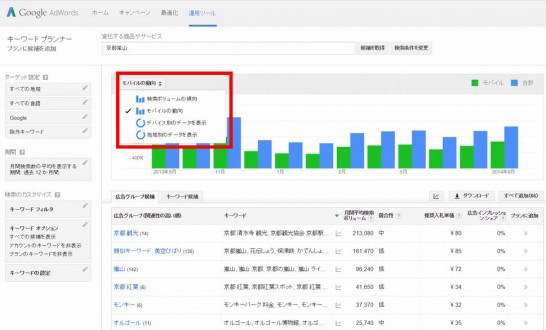 Google AdWords
ホーム
キャンペーン
最適化
運用ツール
キーワード プランナー
プランに候補を追加
宣伝する商品やサービス
京都嵐山
候補を取得
検索条件を変更
ターゲット設定
すべての地域
すべての言語
Google
除外キーワード
期間
月間検索数の平均を表示する
期間: 過去 12 か月間
検索のカスタマイズ
キーワード フィルタ
キーワード オプション
すべての候補を表示
アカウントのキーワードを非表示
プランのキーワードを非表示
キーワードの設定
モバイルの傾向
検索ボリュームの傾向
モバイルの傾向
デバイス別のデータを表示
地域別のデータを表示
モバイル
合計
400K
2013年9月
11月
1月
3月
5月
2014年8月
広告グループ候補
キーワード候補
ダウンロード
広告グループ (関連性の高い順)
キーワード
月間平均検索ボリューム
競合性
推奨入札単価
広告インプレッションシェア
プランに追加
京都 観光 (14)
京都 清水寺 観光, 京都観光協会, 京都 駅...
213,080
中
¥ 80
0%
類似キーワード: 美空ひばり (138)
嵐山, 花伝しょう, 保津峡, かでんしょ...
161,470
低
¥ 85
0%
嵐山 (142)
嵐山, 嵐山 京都, 京都の嵐山, 嵐山 ライ...
96,240
低
¥ 72
0%
京都 紅葉 (8)
京都 紅葉, 京都紅葉スポット, 京都 紅葉...
41,650
低
¥ 34
0%
モンキー (6)
モンキーパーク 料金, モンキー, モンキ...
37,370
低
¥ 32
0%
オルゴール (11)
オルゴール, オルゴール博物館, オルゴ...
25,740
中
¥ 35
0%